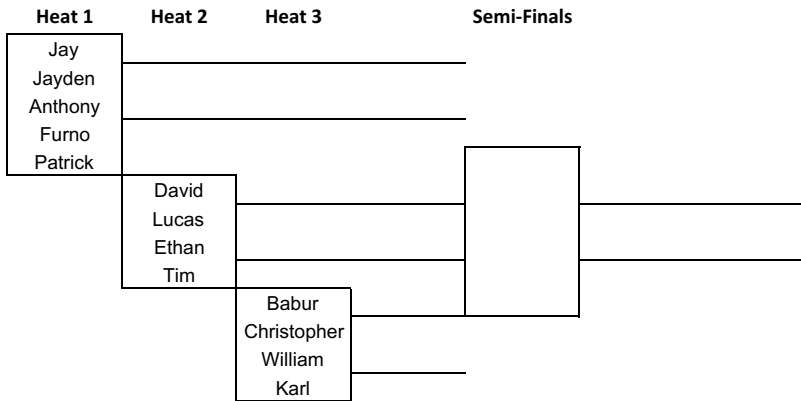 Heat 1 Heat 2 Heat 3 Semi-Finals
Jay
Jayden
Anthony
Furno
Patrick
David
Lucas
Ethan
Tim
Babur
Christopher
William
Karl